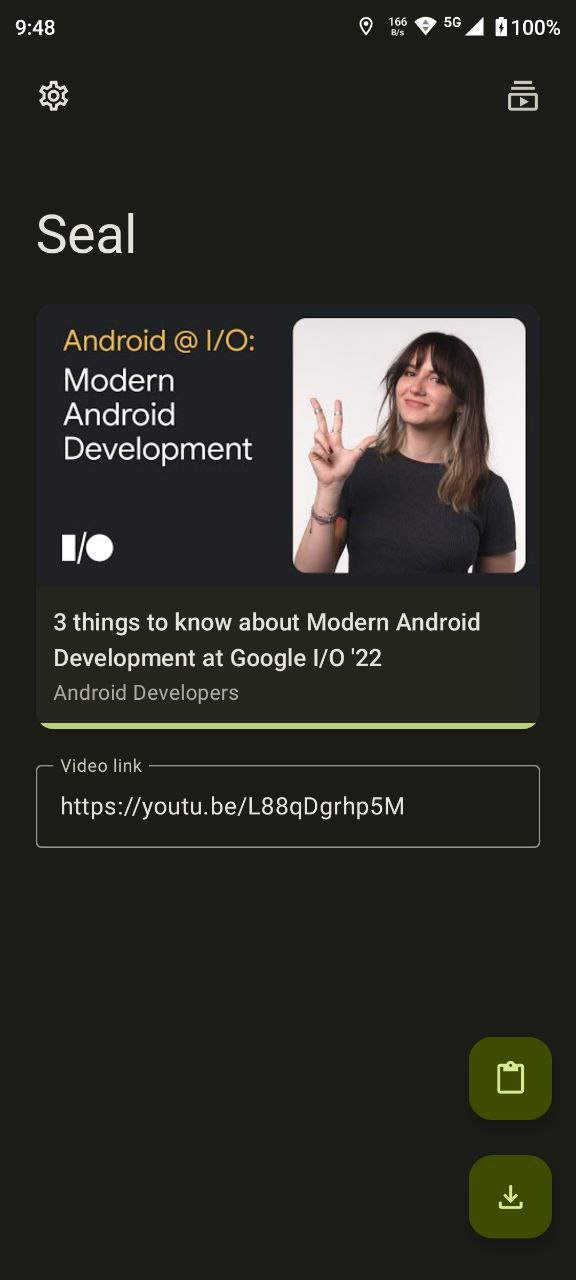 9:48
166
B/s
5G
100%
Seal
Android @ I/O:
Modern
Android
Development
I/O
3 things to know about Modern Android
Development at Google I/O '22
Android Developers
Video link
https://youtu.be/L88qDgrhp5M